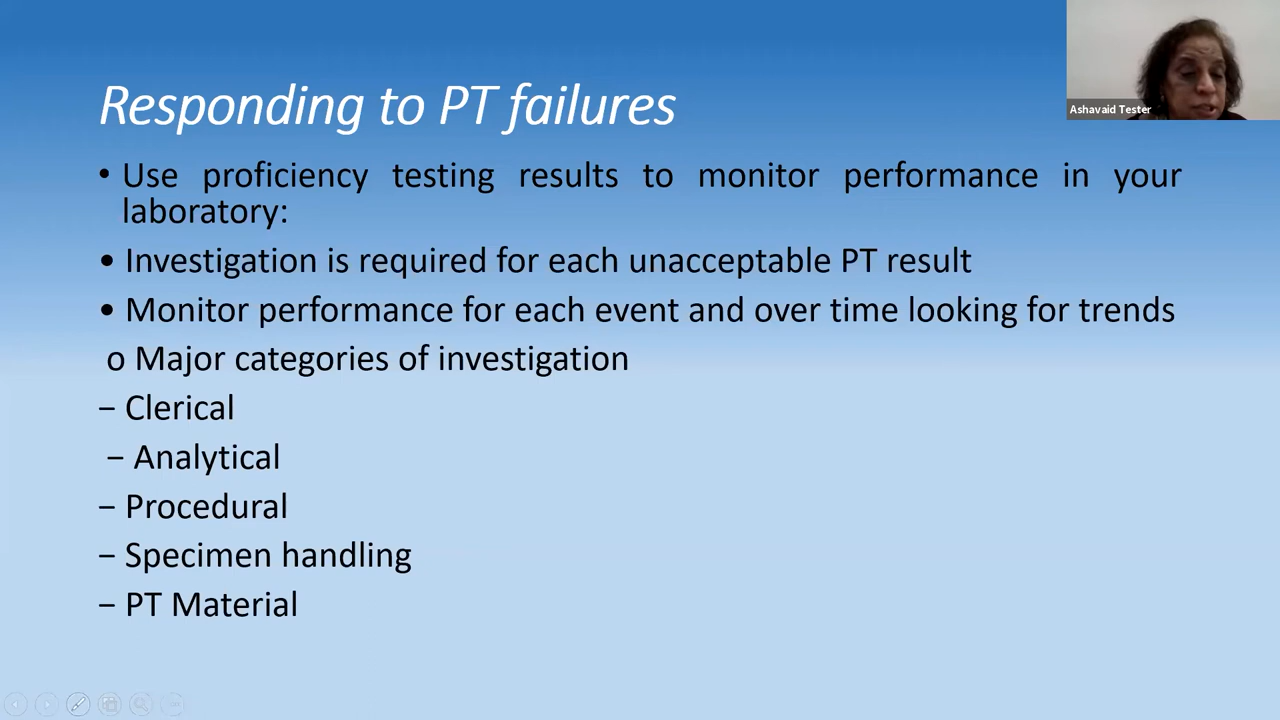 Responding to PT failures
• Use proficiency testing results to monitor performance in your
laboratory:
• Investigation is required for each unacceptable PT result
• Monitor performance for each event and over time looking for trends
o Major categories of investigation
− Clerical
− Analytical
− Procedural
− Specimen handling
− PT Material
Ashavaid Tester